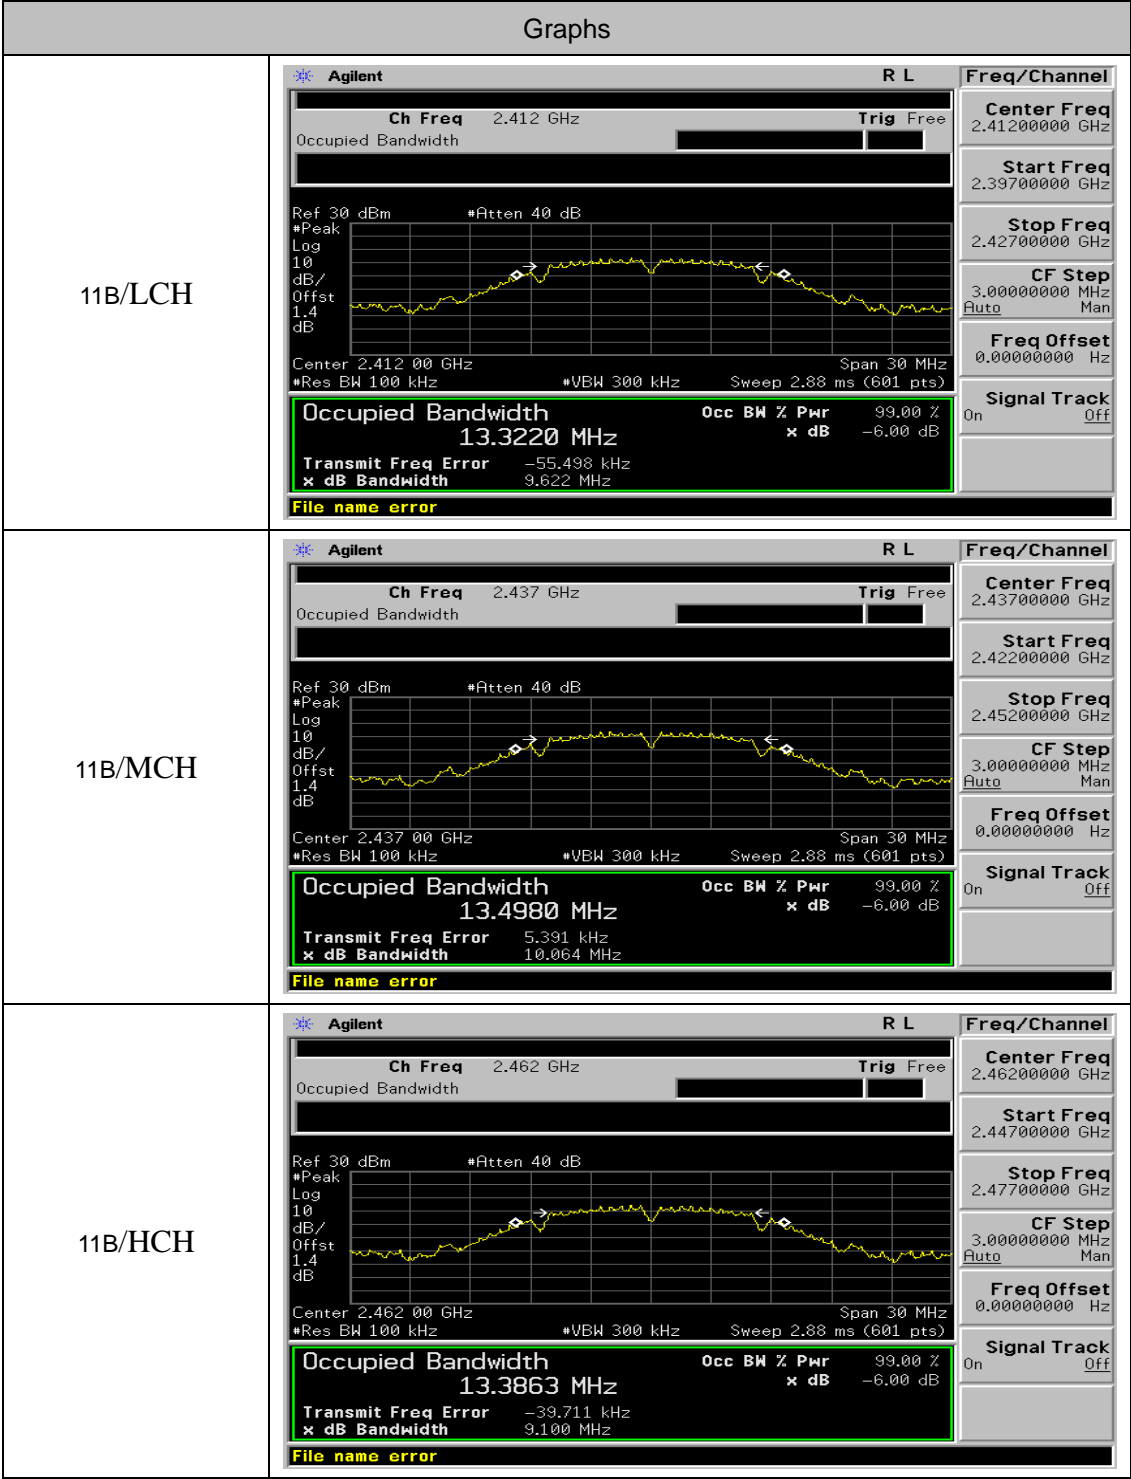 Graphs
11B/LCH
Agilent R L Freq/Channel
Ch Freq 2.412 GHz Trig Free
Occupied Bandwidth
Center Freq
2.41200000 GHz
Start Freq
2.39700000 GHz
Stop Freq
2.42700000 GHz
CF Step
3.00000000 MHz
Auto Man
Freq Offset
0.00000000 Hz
Signal Track
On Off
Ref 30 dBm #Atten 40 dB
#Peak
Log
10
dB/
Offst
1.4
dB
Center 2.412 00 GHz Span 30 MHz
#Res BW 100 kHz #VBW 300 kHz Sweep 2.88 ms (601 pts)
Occupied Bandwidth Occ BW % Pwr 99.00 %
13.3220 MHz x dB -6.00 dB
Transmit Freq Error -55.498 kHz
x dB Bandwidth 9.622 MHz
File name error
11B/MCH
Agilent R L Freq/Channel
Ch Freq 2.437 GHz Trig Free
Occupied Bandwidth
Center Freq
2.43700000 GHz
Start Freq
2.42200000 GHz
Stop Freq
2.45200000 GHz
CF Step
3.00000000 MHz
Auto Man
Freq Offset
0.00000000 Hz
Signal Track
On Off
Ref 30 dBm #Atten 40 dB
#Peak
Log
10
dB/
Offst
1.4
dB
Center 2.437 00 GHz Span 30 MHz
#Res BW 100 kHz #VBW 300 kHz Sweep 2.88 ms (601 pts)
Occupied Bandwidth Occ BW % Pwr 99.00 %
13.4980 MHz x dB -6.00 dB
Transmit Freq Error 5.391 kHz
x dB Bandwidth 10.064 MHz
File name error
11B/HCH
Agilent R L Freq/Channel
Ch Freq 2.462 GHz Trig Free
Occupied Bandwidth
Center Freq
2.46200000 GHz
Start Freq
2.44700000 GHz
Stop Freq
2.47700000 GHz
CF Step
3.00000000 MHz
Auto Man
Freq Offset
0.00000000 Hz
Signal Track
On Off
Ref 30 dBm #Atten 40 dB
#Peak
Log
10
dB/
Offst
1.4
dB
Center 2.462 00 GHz Span 30 MHz
#Res BW 100 kHz #VBW 300 kHz Sweep 2.88 ms (601 pts)
Occupied Bandwidth Occ BW % Pwr 99.00 %
13.3863 MHz x dB -6.00 dB
Transmit Freq Error -39.711 kHz
x dB Bandwidth 9.100 MHz
File name error